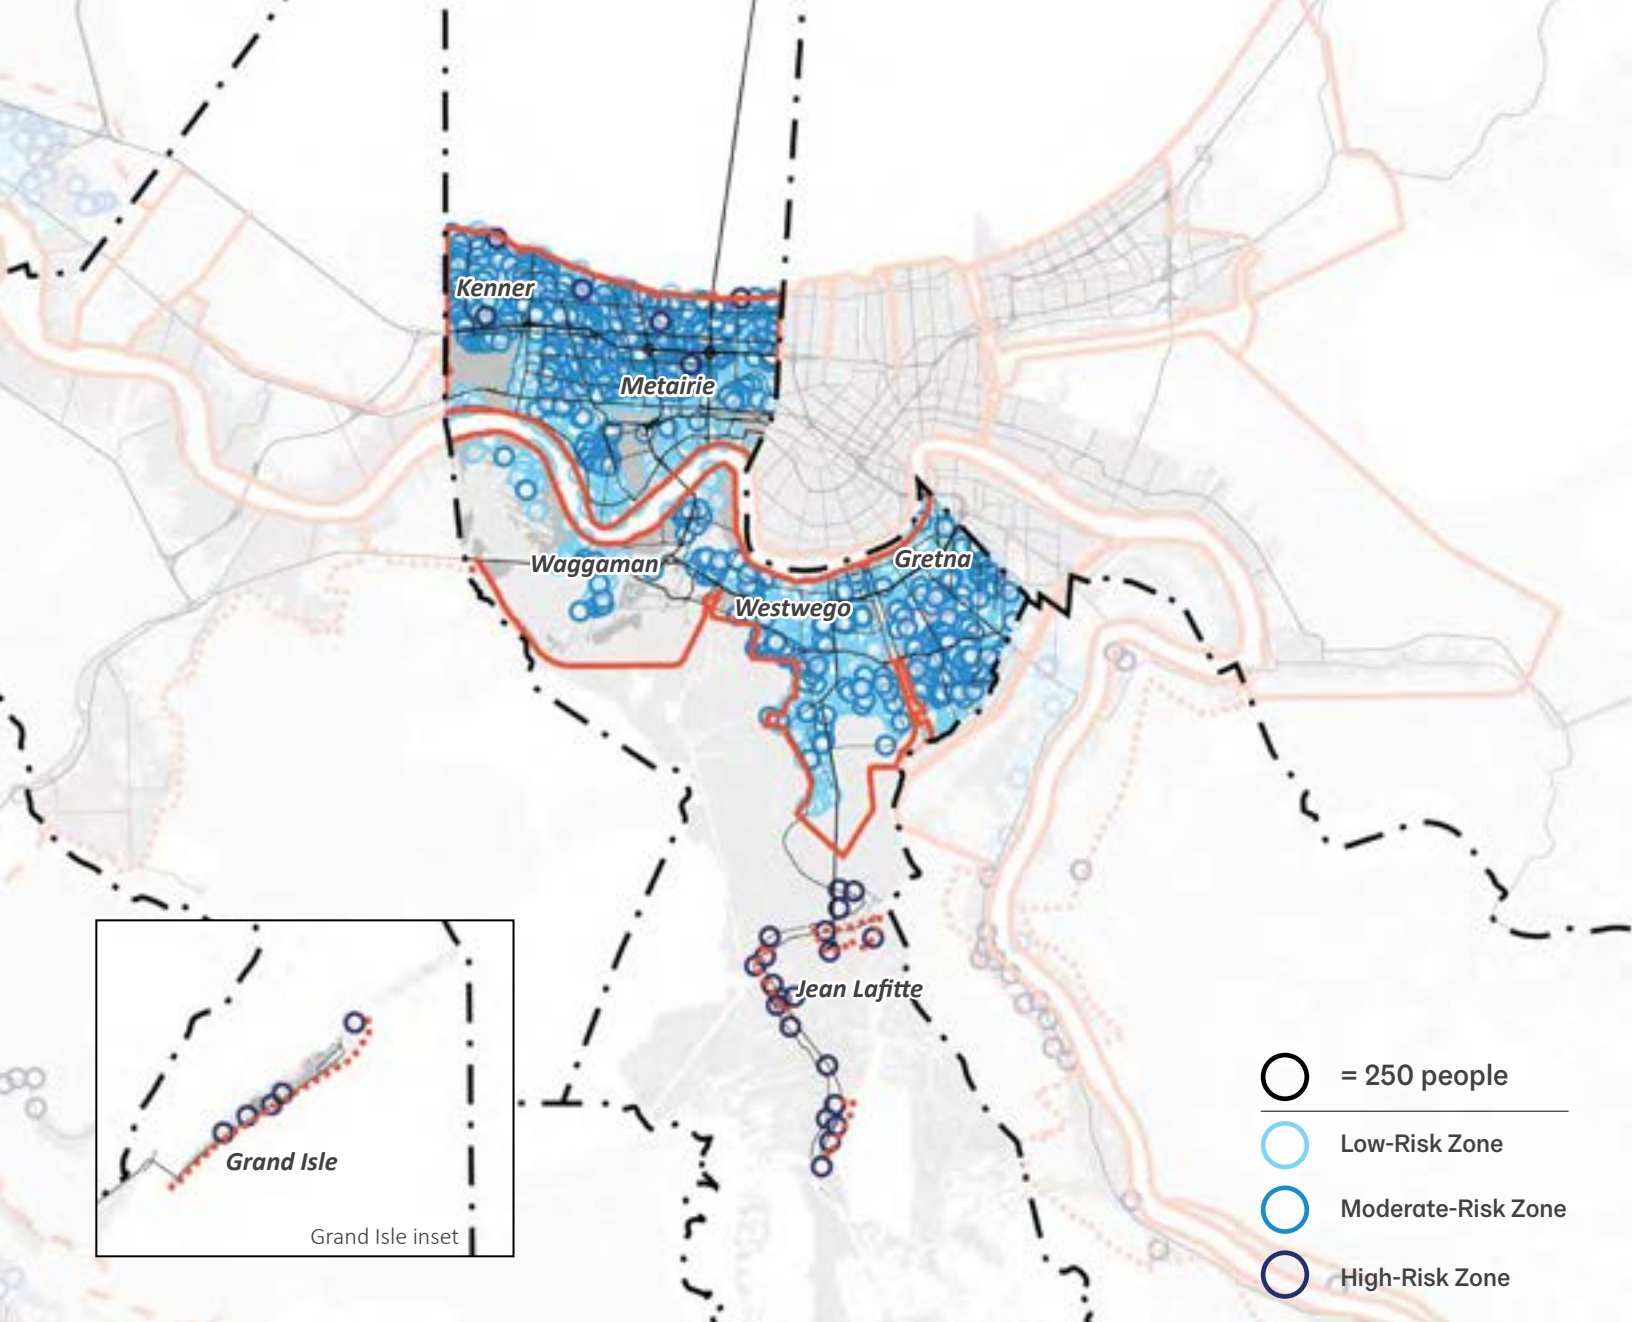 Kenner
Metairie
Waggaman
Gretna
Westwego
Jean Lafitte
Grand Isle
Grand Isle inset
= 250 people
Low-Risk Zone
Moderate-Risk Zone
High-Risk Zone